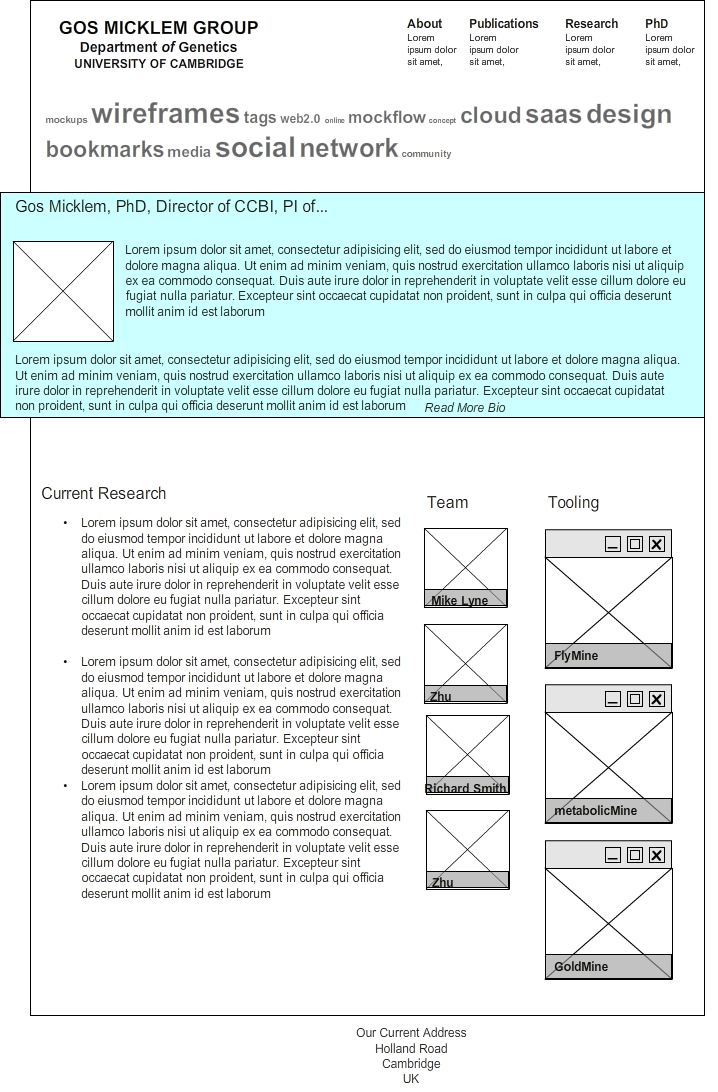 GOS MICKLEM GROUP
Department of Genetics
UNIVERSITY OF CAMBRIDGE
About
Lorem
ipsum dolor
sit amet,
Publications
Lorem
ipsum dolor
sit amet,
Research
Lorem
ipsum dolor
sit amet,
PhD
Lorem
ipsum dolor
sit amet,
mockups wireframes tags web2.0 online mockflow concept cloud saas design
bookmarks media social network community
Gos Micklem, PhD, Director of CCBI, PI of...
Lorem ipsum dolor sit amet, consectetur adipisicing elit, sed do eiusmod tempor incididunt ut labore et
dolore magna aliqua. Ut enim ad minim veniam, quis nostrud exercitation ullamco laboris nisi ut aliquip
ex ea commodo consequat. Duis aute irure dolor in reprehenderit in voluptate velit esse cillum dolore eu
fugiat nulla pariatur. Excepteur sint occaecat cupidatat non proident, sunt in culpa qui officia deserunt
mollit anim id est laborum
Lorem ipsum dolor sit amet, consectetur adipisicing elit, sed do eiusmod tempor incididunt ut labore et dolore magna aliqua.
Ut enim ad minim veniam, quis nostrud exercitation ullamco laboris nisi ut aliquip ex ea commodo consequat. Duis aute
irure dolor in reprehenderit in voluptate velit esse cillum dolore eu fugiat nulla pariatur. Excepteur sint occaecat cupidatat
non proident, sunt in culpa qui officia deserunt mollit anim id est laborum Read More Bio
Current Research
• Lorem ipsum dolor sit amet, consectetur adipisicing elit, sed
do eiusmod tempor incididunt ut labore et dolore magna
aliqua. Ut enim ad minim veniam, quis nostrud exercitation
ullamco laboris nisi ut aliquip ex ea commodo consequat.
Duis aute irure dolor in reprehenderit in voluptate velit esse
cillum dolore eu fugiat nulla pariatur. Excepteur sint
occaecat cupidatat non proident, sunt in culpa qui officia
deserunt mollit anim id est laborum
• Lorem ipsum dolor sit amet, consectetur adipisicing elit, sed
do eiusmod tempor incididunt ut labore et dolore magna
aliqua. Ut enim ad minim veniam, quis nostrud exercitation
ullamco laboris nisi ut aliquip ex ea commodo consequat.
Duis aute irure dolor in reprehenderit in voluptate velit esse
cillum dolore eu fugiat nulla pariatur. Excepteur sint
occaecat cupidatat non proident, sunt in culpa qui officia
deserunt mollit anim id est laborum
• Lorem ipsum dolor sit amet, consectetur adipisicing elit, sed
do eiusmod tempor incididunt ut labore et dolore magna
aliqua. Ut enim ad minim veniam, quis nostrud exercitation
ullamco laboris nisi ut aliquip ex ea commodo consequat.
Duis aute irure dolor in reprehenderit in voluptate velit esse
cillum dolore eu fugiat nulla pariatur. Excepteur sint
occaecat cupidatat non proident, sunt in culpa qui officia
deserunt mollit anim id est laborum
Team
Mike Lyne
Zhu
Richard Smith
Zhu
Tooling
FlyMine
metabolicMine
GoldMine
Our Current Address
Holland Road
Cambridge
UK